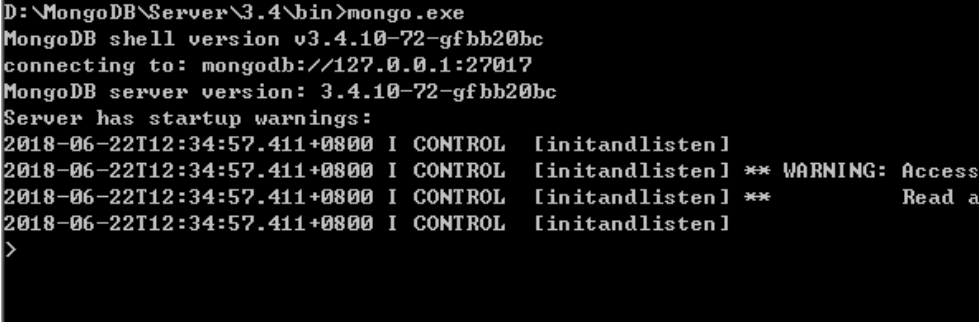 D:\MongoDB\Server\3.4\bin>mongo.exe
MongoDB shell version v3.4.10-72-gfbb20bc
connecting to: mongodb://127.0.0.1:27017
MongoDB server version: 3.4.10-72-gfbb20bc
Server has startup warnings:
2018-06-22T12:34:57.411+0800 I CONTROL  [initandlisten]
2018-06-22T12:34:57.411+0800 I CONTROL  [initandlisten] ** WARNING: Access
2018-06-22T12:34:57.411+0800 I CONTROL  [initandlisten] **          Read a
2018-06-22T12:34:57.411+0800 I CONTROL  [initandlisten]
>